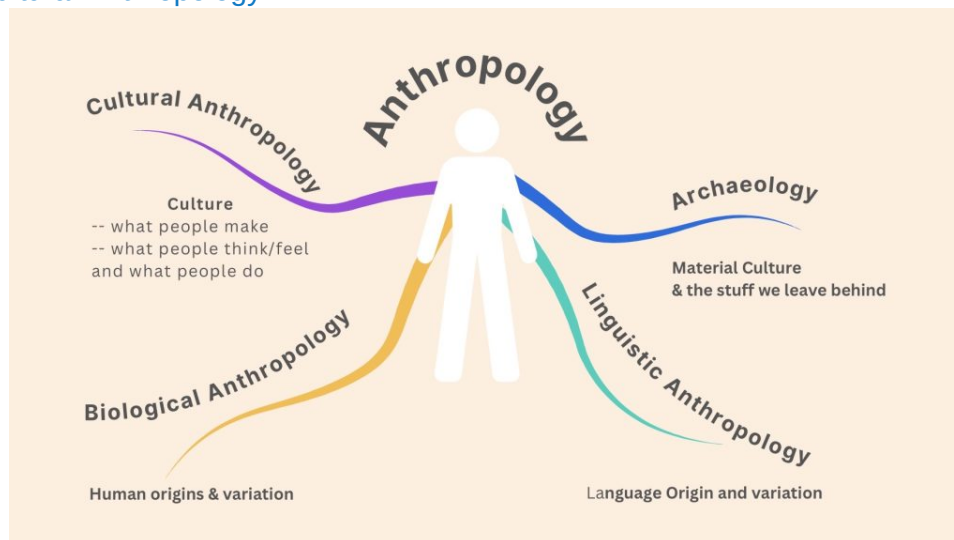 Anthropology
Cultural Anthropology
Culture
-- what people make
-- what people think/feel
and what people do
Archaeology
Material Culture
& the stuff we leave behind
Biological Anthropology
Human origins & variation
Linguistic Anthropology
Language Origin and variation